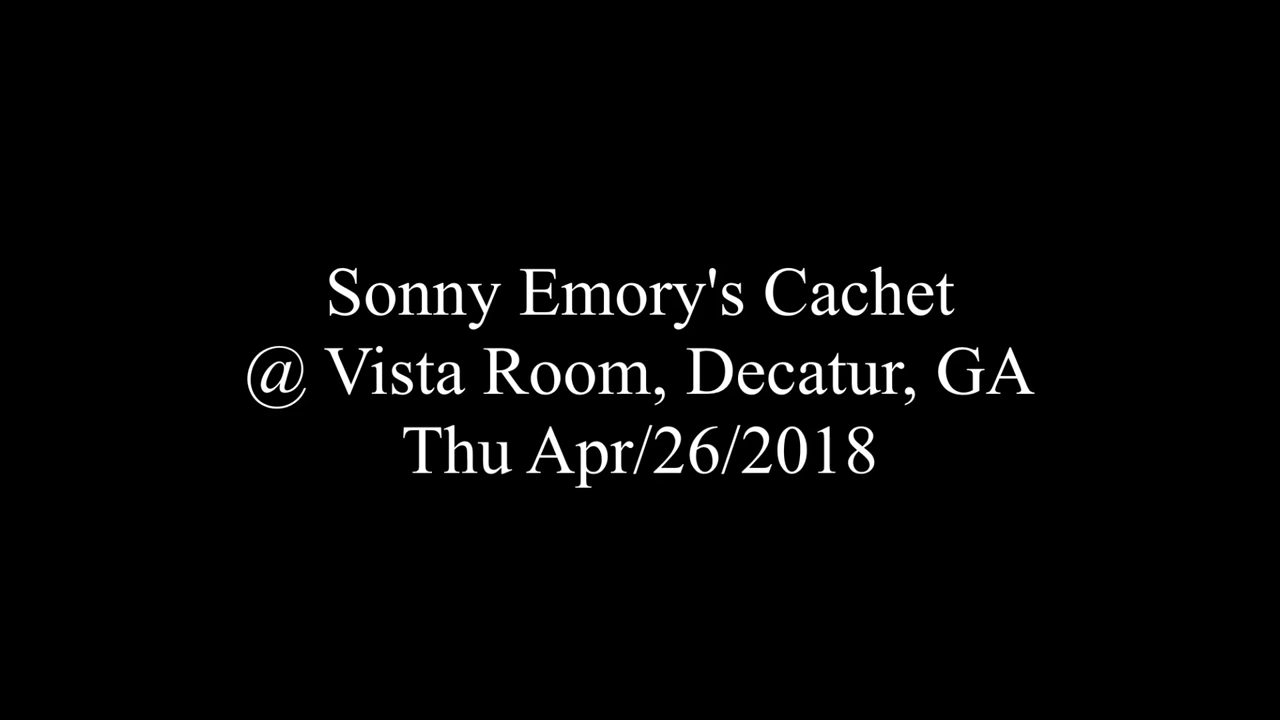 Sonny Emory's Cachet
@ Vista Room, Decatur, GA
Thu Apr/26/2018